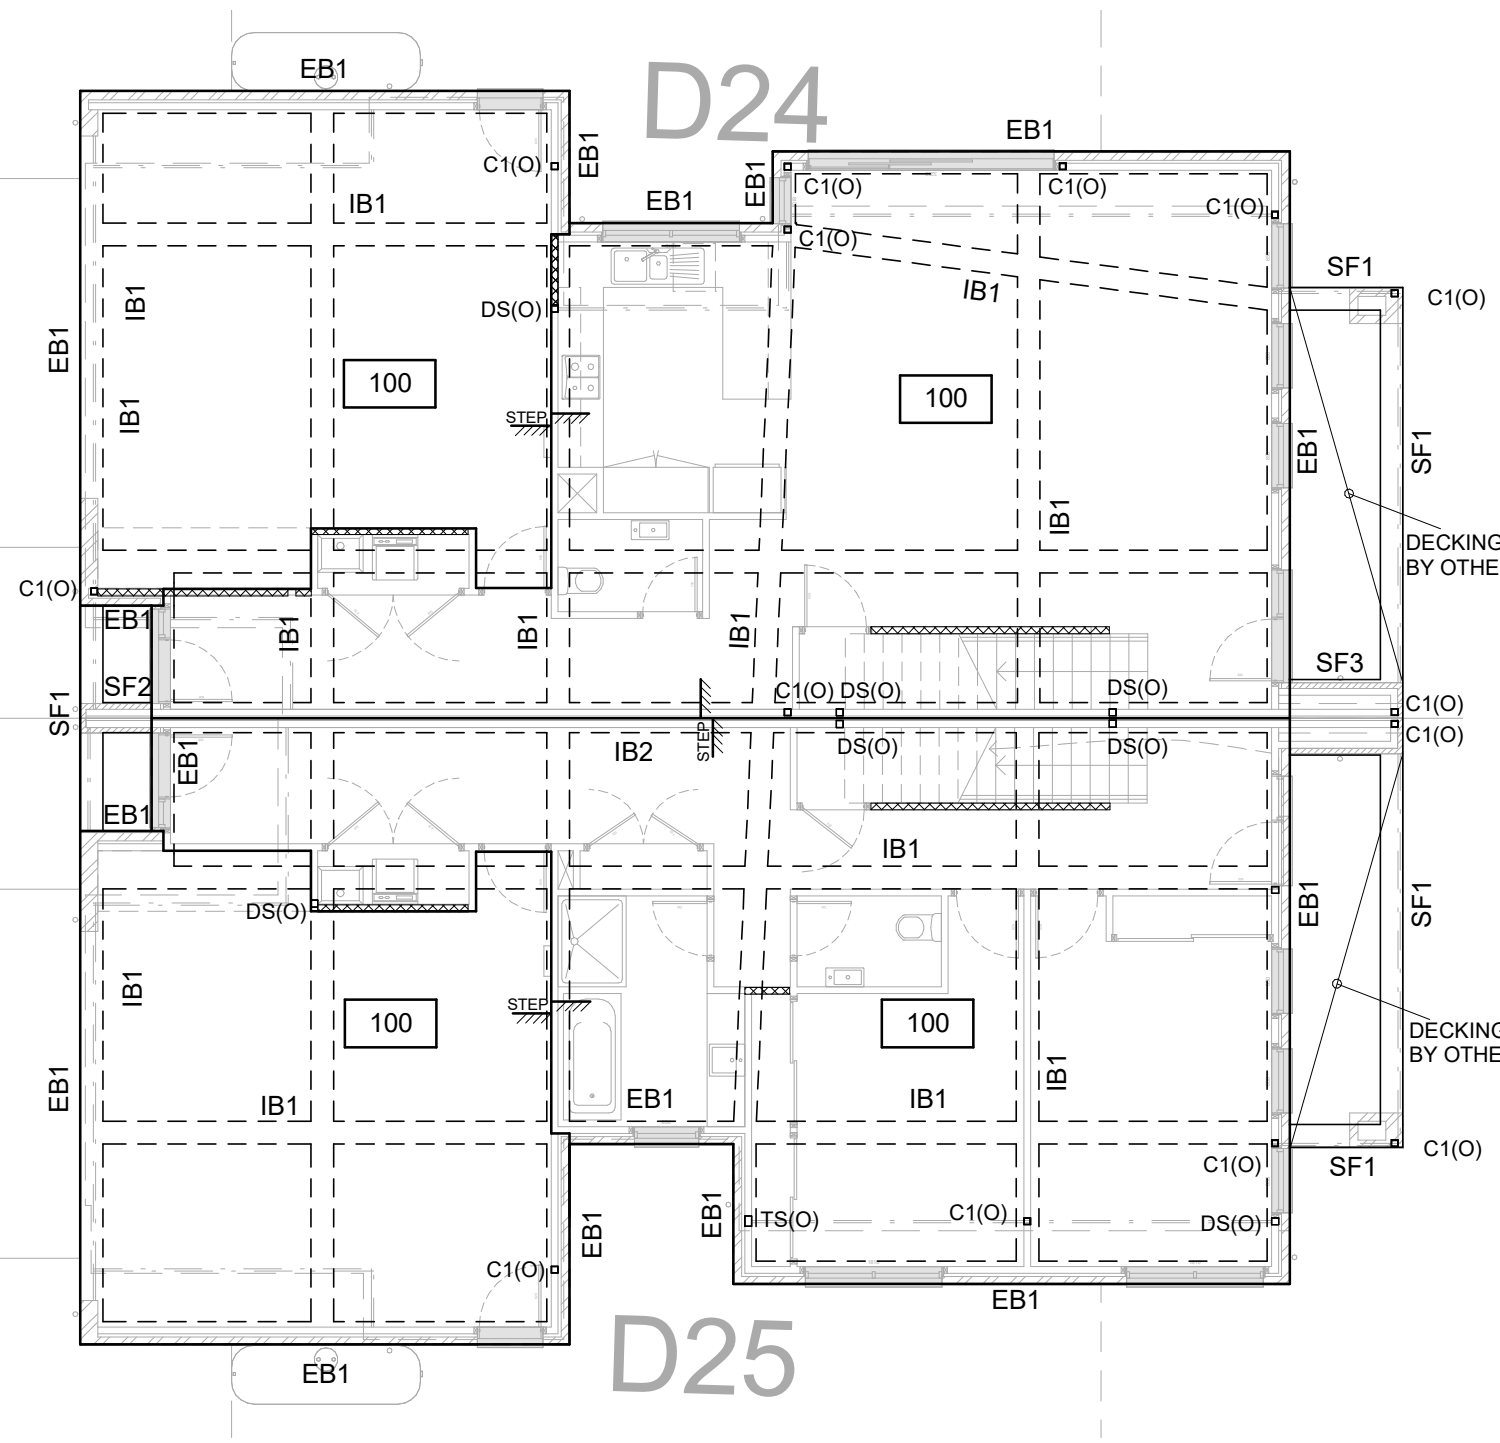 EB1
D24
EB1
EB1
C1(O)
EB1
EB1
C1(O)
C1(O)
IB1
EB1
C1(O)
C1(O)
SF1
IB1
IB1
C1(O)
DS(O)
EB1
100
100
IB1
STEP
EB1
SF1
IB1
DECKING
BY OTHE
C1(O)
EB1
IB1
IB1
IB1
SF3
SF2
SF1
C1(O)
DS(O)
DS(O)
C1(O)
STEP
C1(O)
IB2
DS(O)
DS(O)
EB1
EB1
IB1
DS(O)
EB1
SF1
IB1
STEP
100
100
DECKING
BY OTHE
IB1
EB1
IB1
EB1
IB1
C1(O)
C1(O)
SF1
EB1
EB1
TS(O)
C1(O)
DS(O)
C1(O)
EB1
D25
EB1